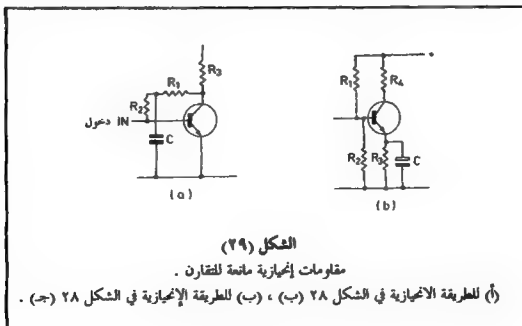 R3
R1
R2
دخول IN
C
(a)
R1
R4
R2
R3
C
(b)
الشكل (٢٩)
مقاومات إنحيازية مانعة للتقارن .
(أ) للطريقة الانحيازية في الشكل ٢٨ (ب) ، (ب) للطريقة الإنحيازية في الشكل ٢٨ (جـ) .